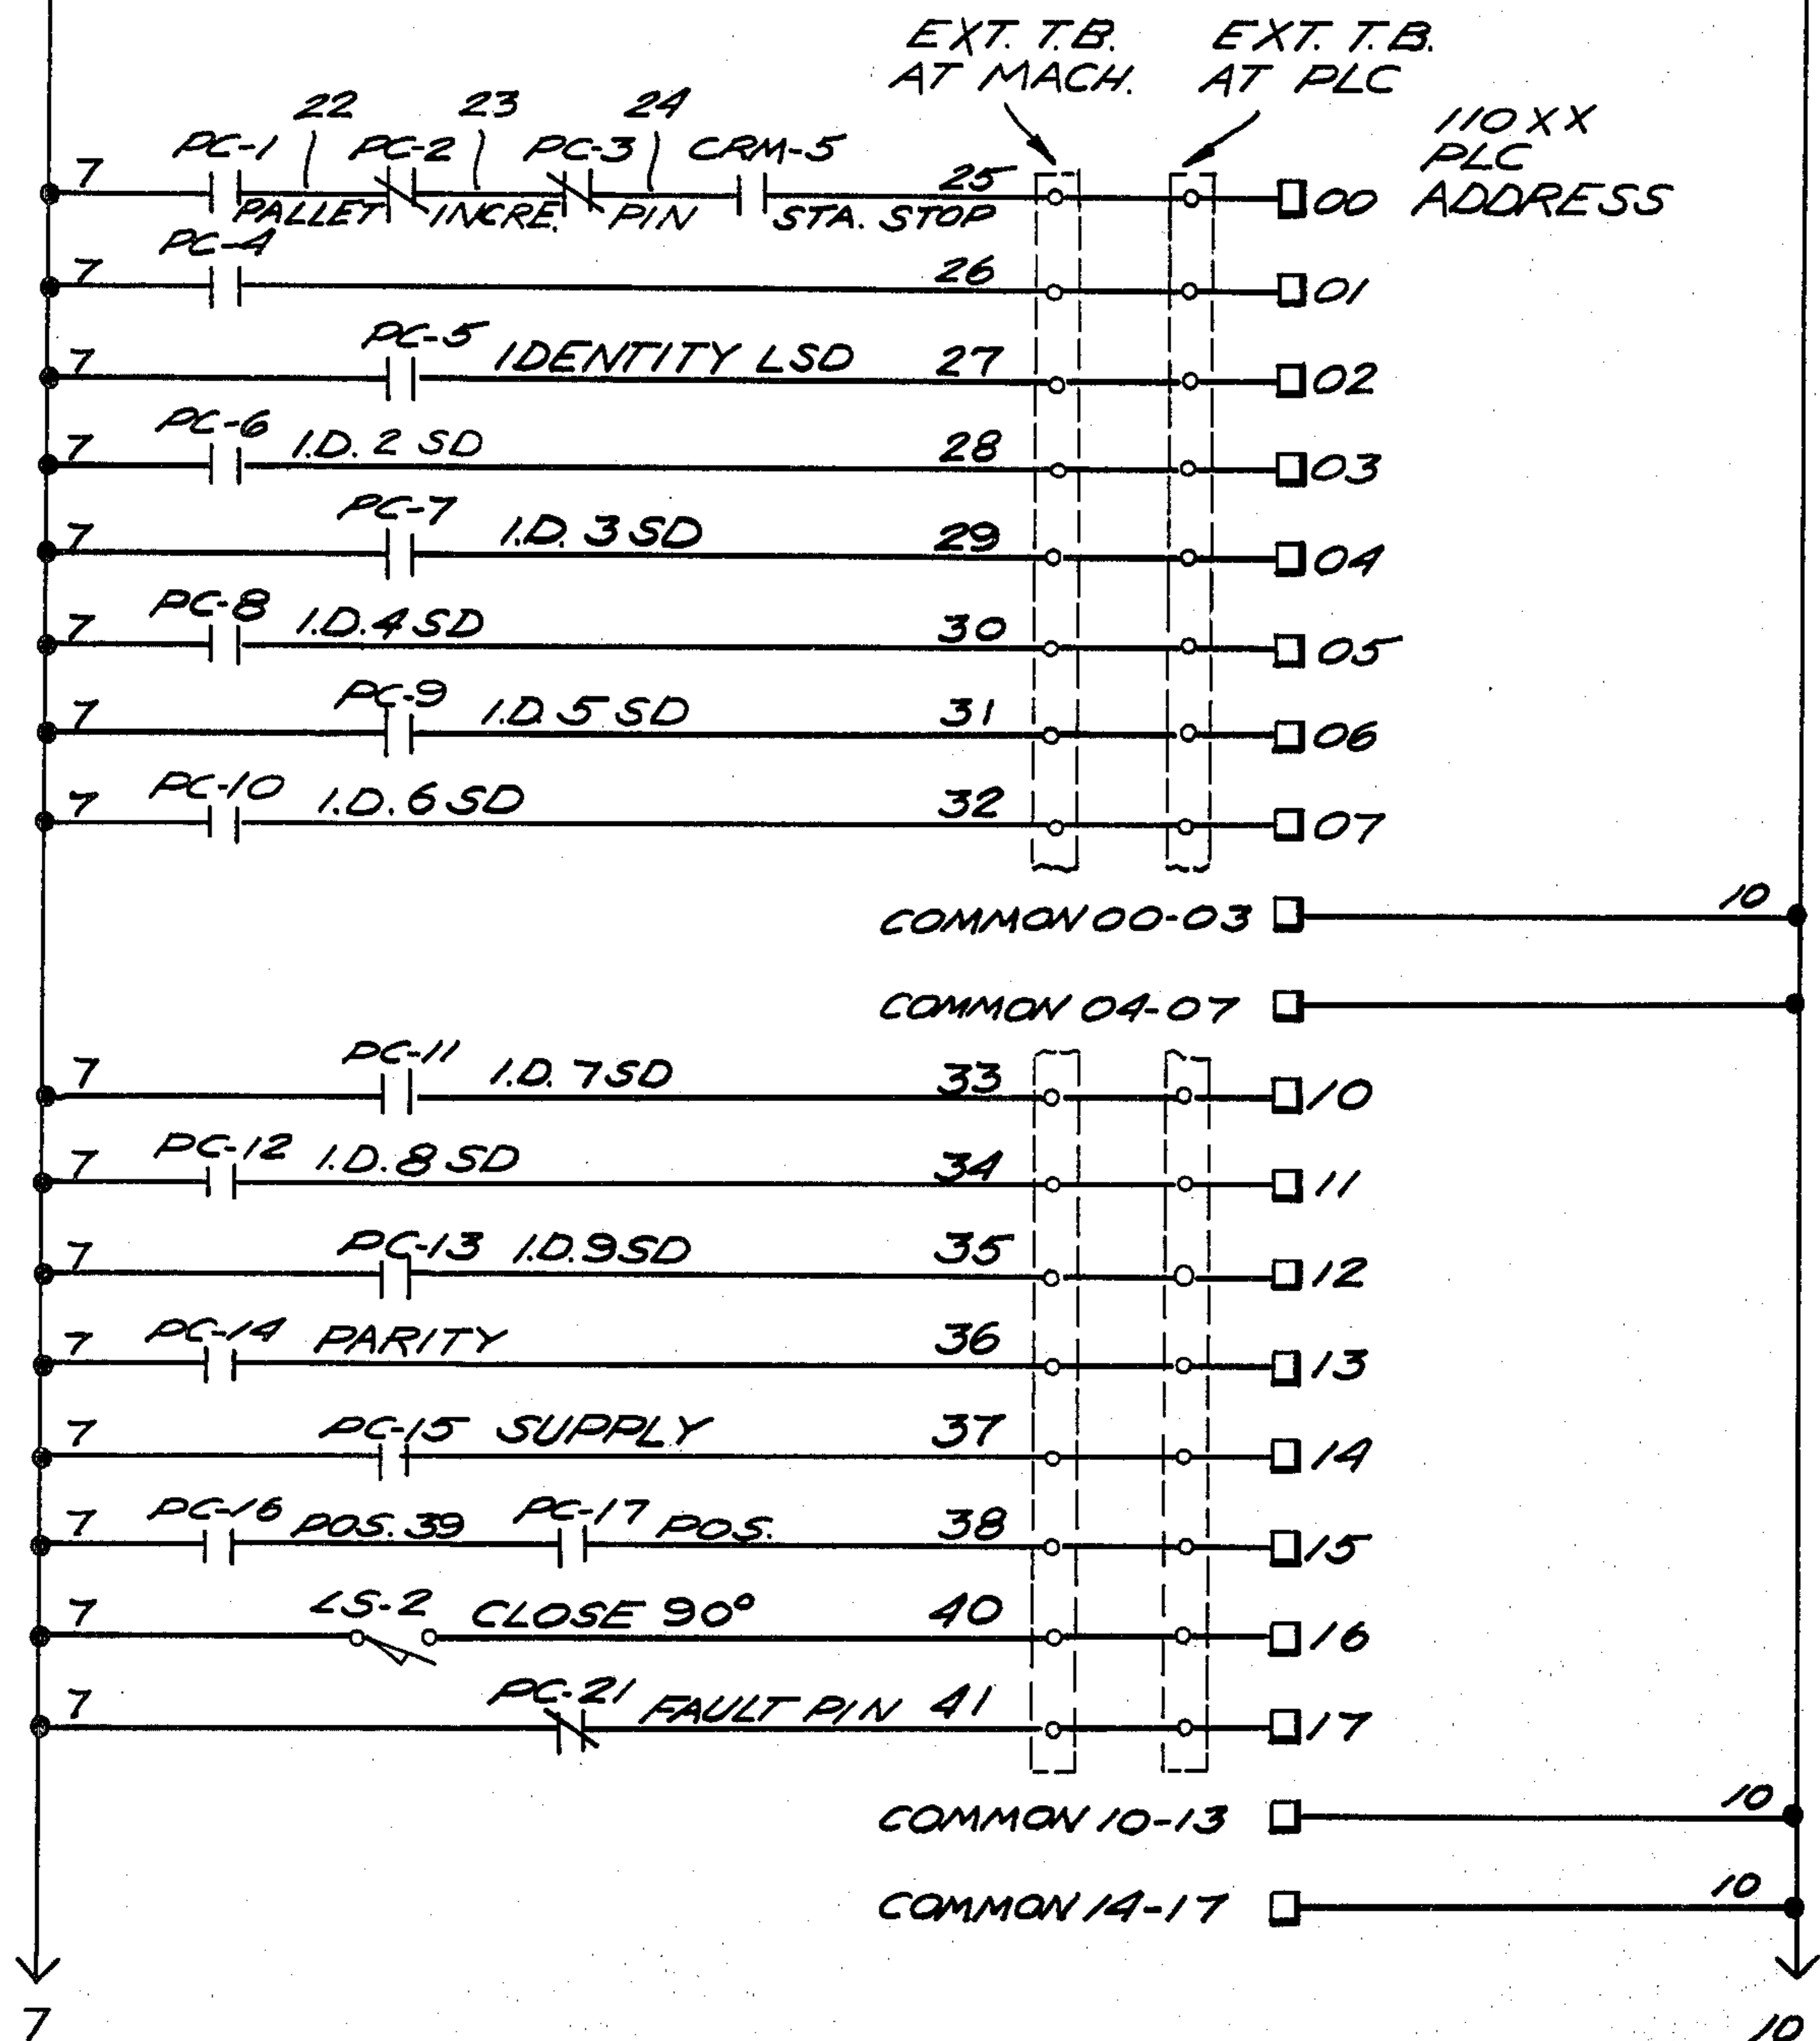 EXT. T.B. AT MACH.
EXT. T.B. AT PLC
110XX PLC ADDRESS
22 23 24
PC-1 PC-2 PC-3 CRM-5
7 25 00
PALLET INCRE. PIN STA. STOP
PC-4
7 26 01
7 PC-5 IDENTITY LSD 27 02
7 PC-6 I.D. 2 SD 28 03
7 PC-7 I.D. 3 SD 29 04
7 PC-8 I.D. 4 SD 30 05
7 PC-9 I.D. 5 SD 31 06
7 PC-10 I.D. 6 SD 32 07
COMMON 00-03 10
COMMON 04-07
7 PC-11 I.D. 7 SD 33 10
7 PC-12 I.D. 8 SD 34 11
7 PC-13 I.D. 9 SD 35 12
7 PC-14 PARITY 36 13
7 PC-15 SUPPLY 37 14
7 PC-16 POS. 39 PC-17 POS. 38 15
7 LS-2 CLOSE 90° 40 16
7 PC-21 FAULT PIN 41 17
COMMON 10-13 10
COMMON 14-17 10
7 10